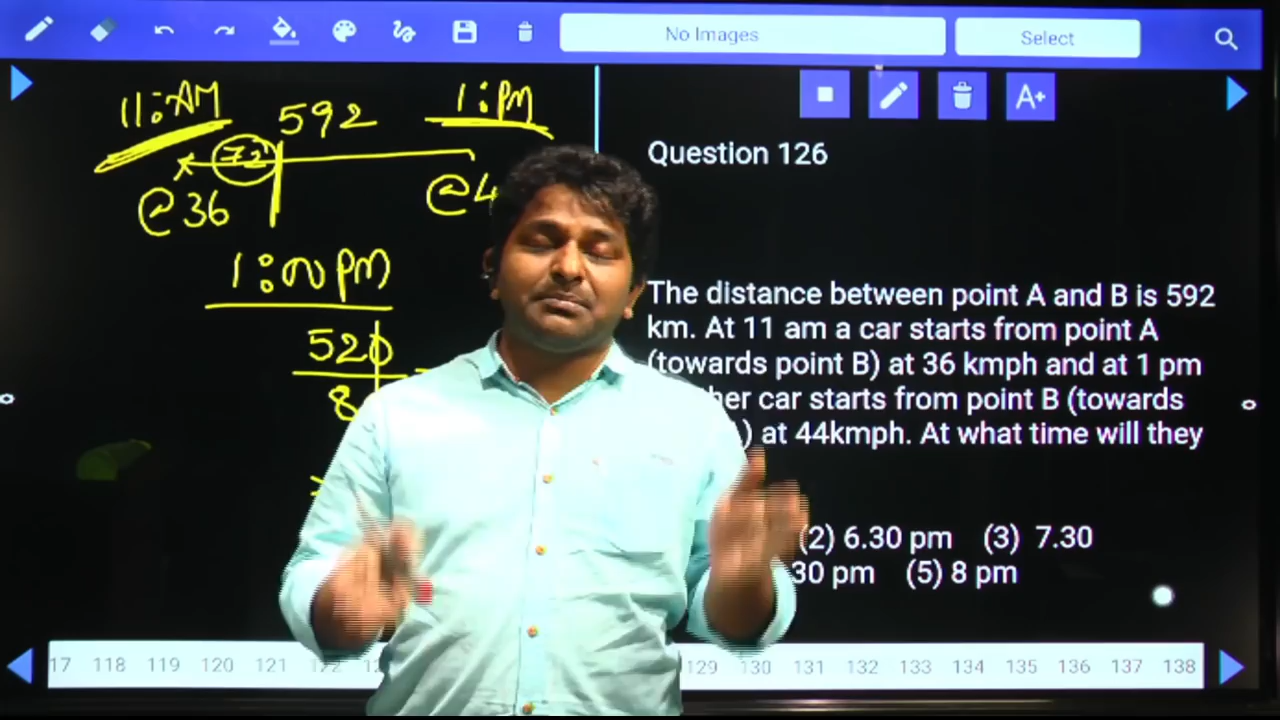 No Images
Select
A+
11:AM
592
1:PM
72
@36
@4
1:00 PM
520
8
Question 126
The distance between point A and B is 592
km. At 11 am a car starts from point A
(towards point B) at 36 kmph and at 1 pm
her car starts from point B (towards
) at 44kmph. At what time will they
(2) 6.30 pm (3) 7.30
30 pm (5) 8 pm
17 118 119 120 121 122 12 129 130 131 132 133 134 135 136 137 138